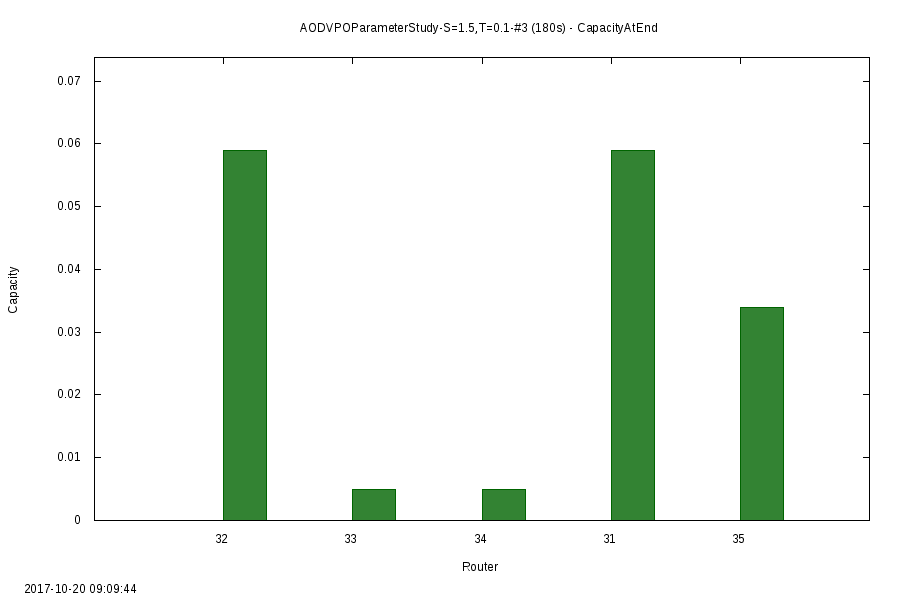 AODVPOParameterStudy-S=1.5,T=0.1-#3 (180s) - CapacityAtEnd
0.07
0.06
0.05
0.04
0.03
0.02
0.01
0
Capacity
32 33 34 31 35
Router
2017-10-20 09:09:44